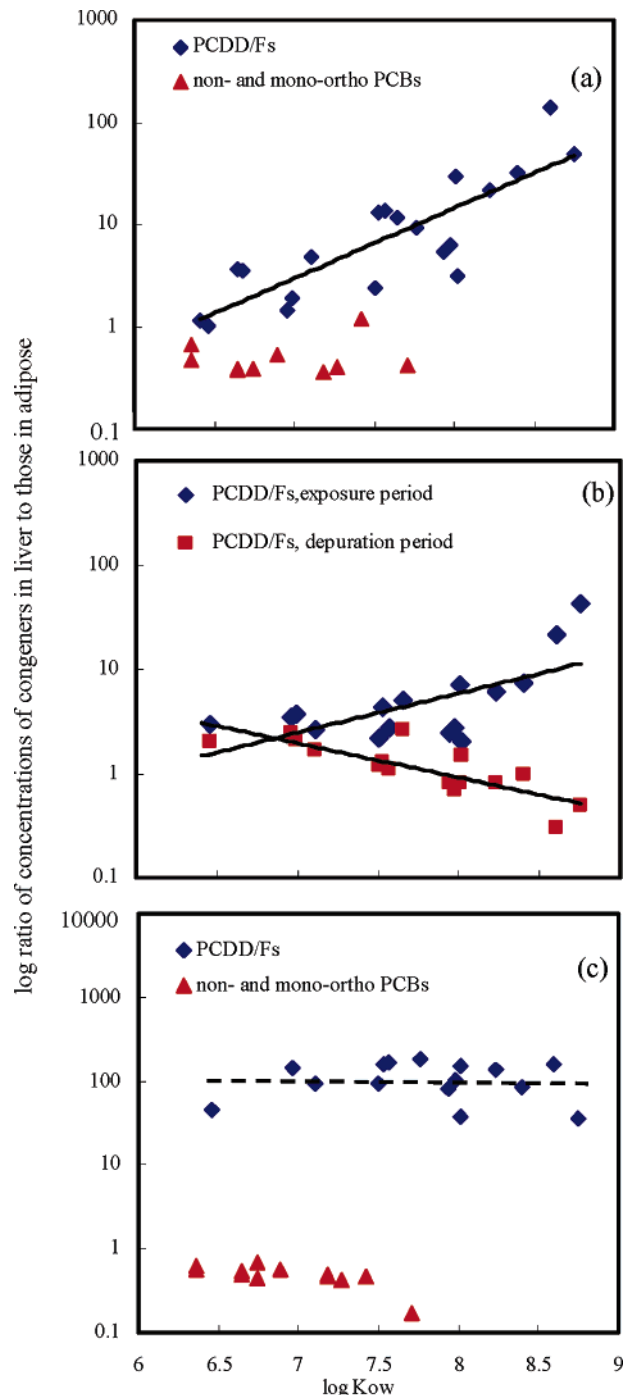 log ratio of concentrations of congeners in liver to those in adipose
1000
100
10
1
0.1
PCDD/Fs
non- and mono-ortho PCBs
(a)
1000
100
10
1
0.1
PCDD/Fs,exposure period
PCDD/Fs, depuration period
(b)
10000
1000
100
10
1
0.1
PCDD/Fs
non- and mono-ortho PCBs
(c)
6 6.5 7 7.5 8 8.5 9
log Kow